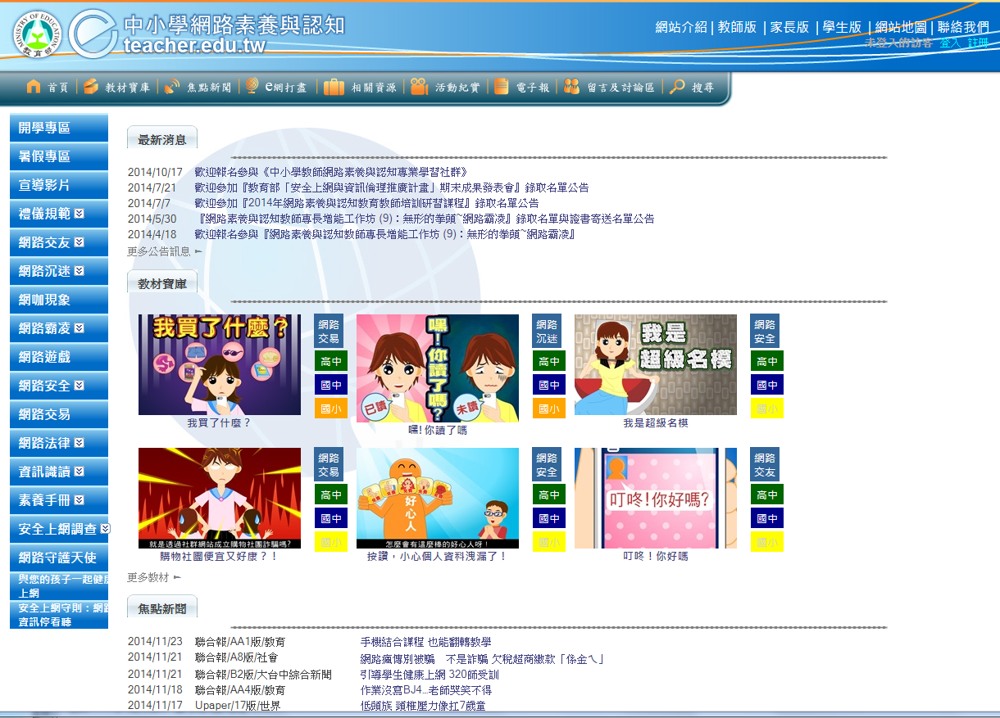 MINISTRY OF EDUCATION
教育部
中小學網路素養與認知
teacher.edu.tw
網站介紹 | 教師版 | 家長版 | 學生版 | 網站地圖 | 聯絡我們
未登入的訪客 登入 註冊
首頁 教材寶庫 焦點新聞 e網打盡 相關資源 活動紀實 電子報 留言及討論區 搜尋
開學專區
暑假專區
宣導影片
禮儀規範
網路交友
網路沉迷
網咖現象
網路霸凌
網路遊戲
網路安全
網路交易
網路法律
資訊識讀
素養手冊
安全上網調查
網路守護天使
與您的孩子一起健康
上網
安全上網守則：網路
資訊停看聽
最新消息
2014/10/17 歡迎報名參與《中小學教師網路素養與認知專業學習社群》
2014/7/21 歡迎參加『教育部「安全上網與資訊倫理推廣計畫」期末成果發表會』錄取名單公告
2014/7/7 歡迎參加『2014年網路素養與認知教育教師培訓研習課程』錄取名單公告
2014/5/30 『網路素養與認知教師專長增能工作坊 (9)：無形的拳頭~網路霸凌』錄取名單與證書寄送名單公告
2014/4/18 歡迎報名參與『網路素養與認知教師專長增能工作坊 (9)：無形的拳頭~網路霸凌』
更多公告訊息 ►
教材寶庫
我買了什麼？
網路
交易
高中
國中
國小
我買了什麼？
嘿!你讀了嗎?
已讀
未讀
網路
沉迷
高中
國中
國小
嘿!你讀了嗎
我是
超級名模
網路
安全
高中
國中
國小
我是超級名模
就是透過社群網站成立購物社團詐騙嗎?
網路
交易
高中
國中
國小
購物社團便宜又好康？！
好心人
怎麼會有這麼棒的好心人呀！
網路
安全
高中
國中
國小
按讚，小心個人資料洩漏了！
叮咚!你好嗎?
網路
交友
高中
國中
國小
叮咚！你好嗎
更多教材 ►
焦點新聞
2014/11/23 聯合報/AA1版/教育 手機結合課程 也能翻轉教學
2014/11/21 聯合報/A8版/社會 網路瘋傳別被騙 不是詐騙 欠稅超商繳款「係金ㄟ」
2014/11/21 聯合報/B2版/大台中綜合新聞 引導學生健康上網 320師受訓
2014/11/18 聯合報/AA4版/教育 作業沒寫BJ4…老師哭笑不得
2014/11/17 Upaper/17版/世界 低頭族 頸椎壓力像扛7歲童